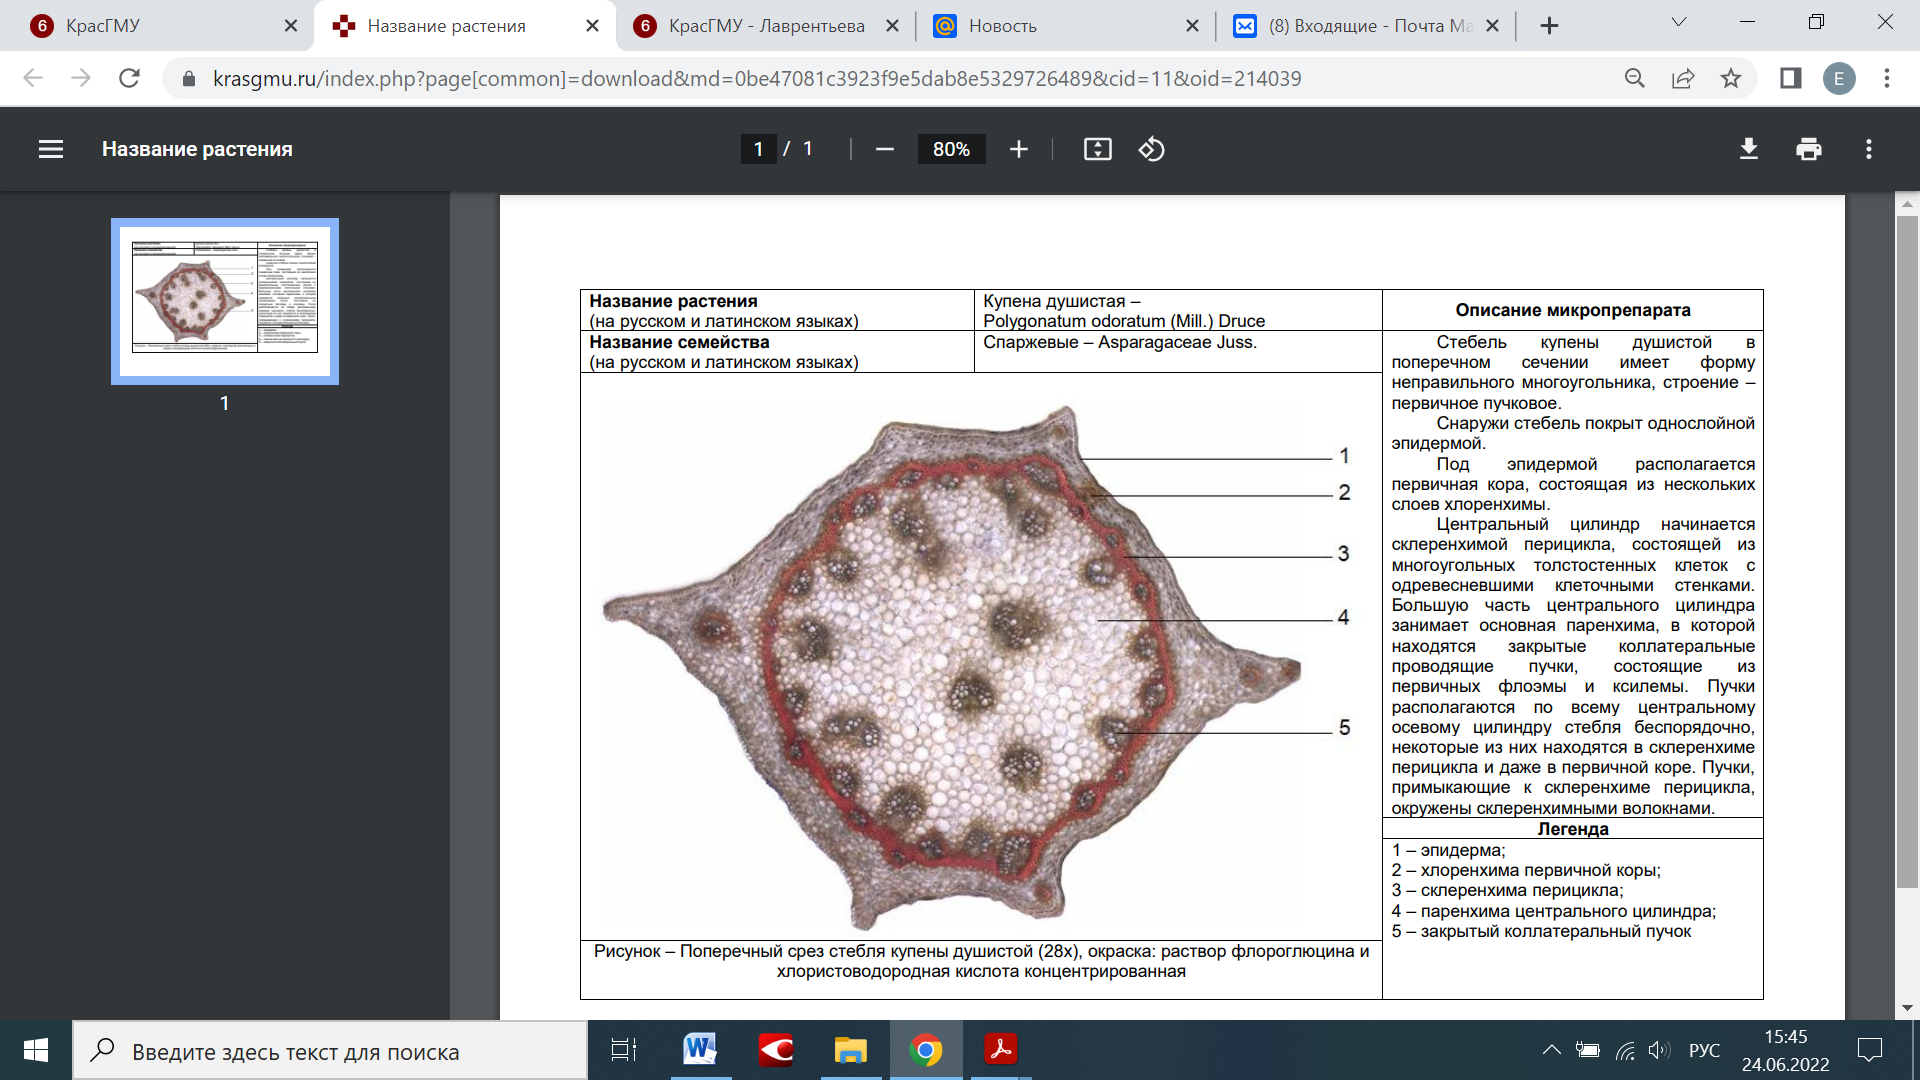 КрасГМУ
Название растения
КрасГМУ - Лаврентьева
Новость
(8) Входящие - Почта Ma
krasgmu.ru/index.php?page[common]=download&md=0be47081c3923f9e5dab8e5329726489&cid=11&oid=214039
E
Название растения
1 / 1
80%
1
Название растения
(на русском и латинском языках)
Купена душистая –
Polygonatum odoratum (Mill.) Druce
Название семейства
(на русском и латинском языках)
Спаржевые – Asparagaceae Juss.
1
2
3
4
5
Рисунок – Поперечный срез стебля купены душистой (28х), окраска: раствор флороглюцина и
хлористоводородная кислота концентрированная
Описание микропрепарата
Стебель купены душистой в
поперечном сечении имеет форму
неправильного многоугольника, строение –
первичное пучковое.
Снаружи стебель покрыт однослойной
эпидермой.
Под эпидермой располагается
первичная кора, состоящая из нескольких
слоев хлоренхимы.
Центральный цилиндр начинается
склеренхимой перицикла, состоящей из
многоугольных толстостенных клеток с
одревесневшими клеточными стенками.
Большую часть центрального цилиндра
занимает основная паренхима, в которой
находятся закрытые коллатеральные
проводящие пучки, состоящие из
первичных флоэмы и ксилемы. Пучки
располагаются по всему центральному
осевому цилиндру стебля беспорядочно,
некоторые из них находятся в склеренхиме
перицикла и даже в первичной коре. Пучки,
примыкающие к склеренхиме перицикла,
окружены склеренхимными волокнами.
Легенда
1 – эпидерма;
2 – хлоренхима первичной коры;
3 – склеренхима перицикла;
4 – паренхима центрального цилиндра;
5 – закрытый коллатеральный пучок
Введите здесь текст для поиска
РУС
15:45
24.06.2022